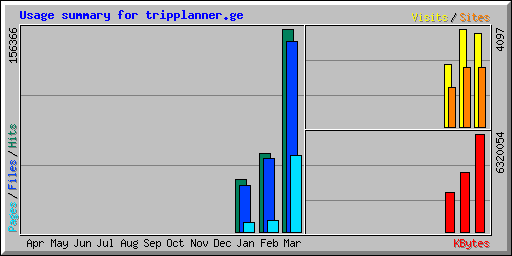 Usage summary for tripplanner.ge
Visits/Sites
156366
4097
Pages/Files/Hits
6320054
Apr May Jun Jul Aug Sep Oct Nov Dec Jan Feb Mar
KBytes